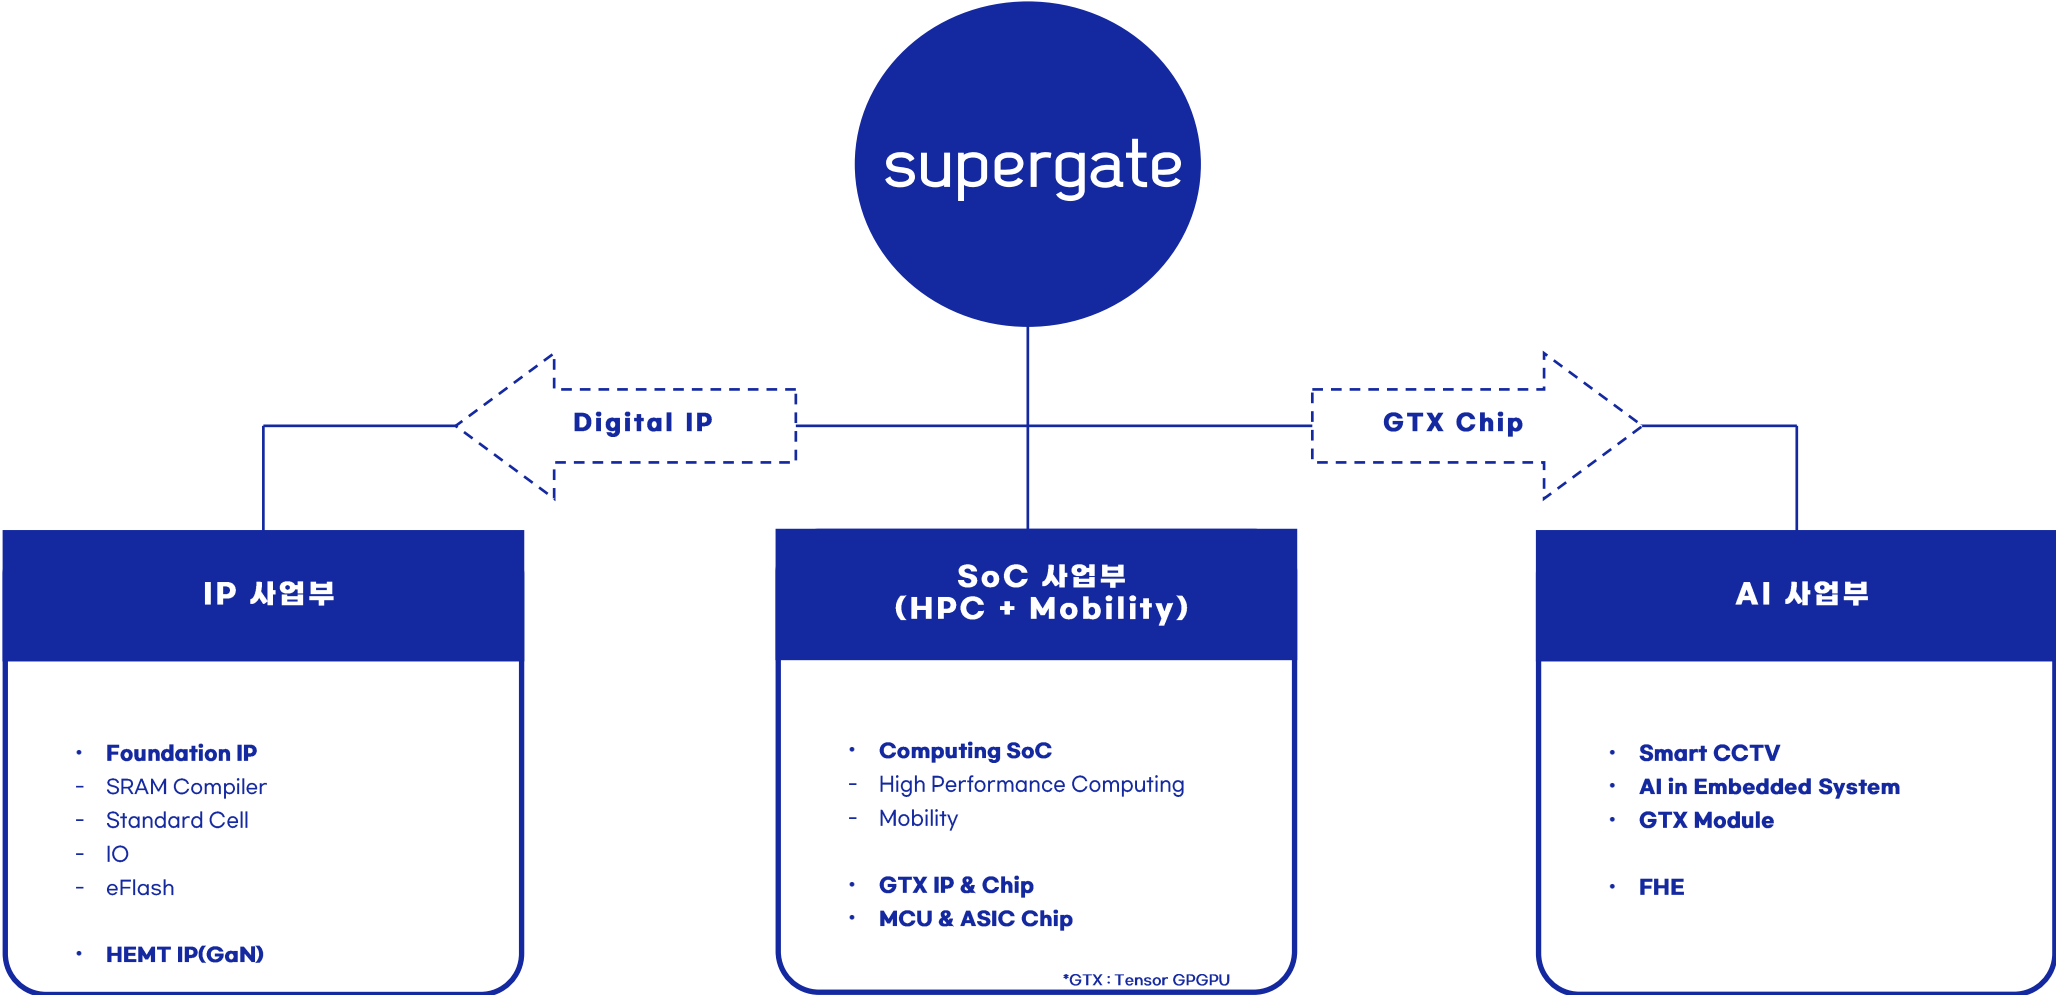 supergate
Digital IP
GTX Chip
IP 사업부
• Foundation IP
- SRAM Compiler
- Standard Cell
- IO
- eFlash
• HEMT IP(GaN)
SoC 사업부
(HPC + Mobility)
• Computing SoC
- High Performance Computing
- Mobility
• GTX IP & Chip
• MCU & ASIC Chip
*GTX : Tensor GPGPU
AI 사업부
• Smart CCTV
• AI in Embedded System
• GTX Module
• FHE